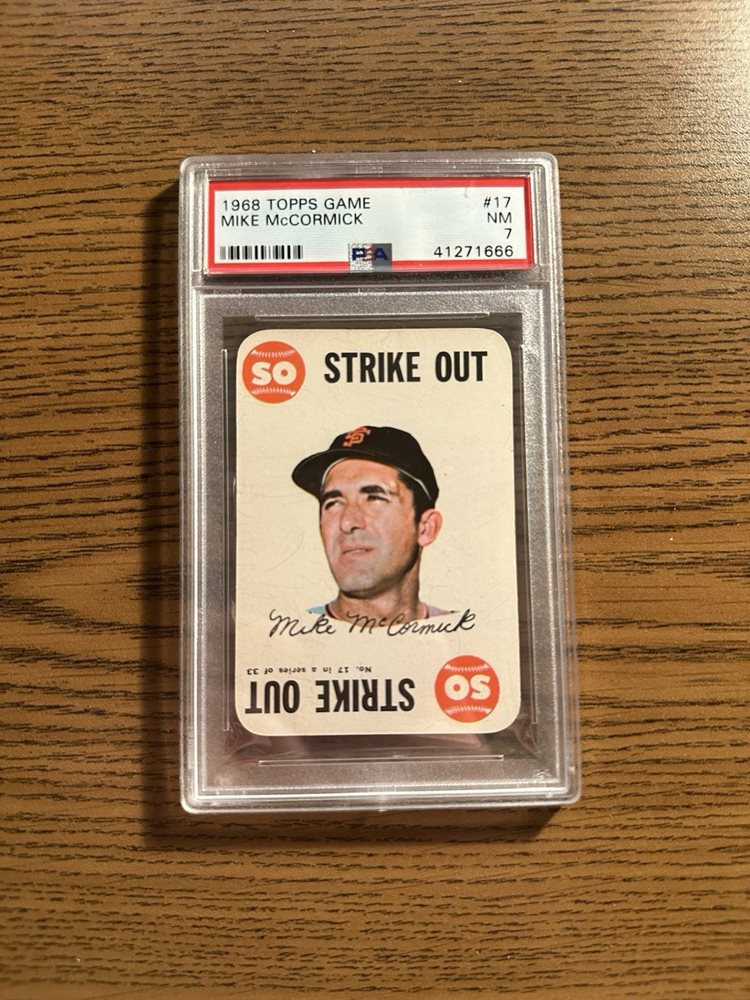 1968 TOPPS GAME #17
MIKE McCORMICK NM
7
PSA 41271666
SO STRIKE OUT
SF
Mike McCormick
No. 17 in a series of 33
STRIKE OUT SO